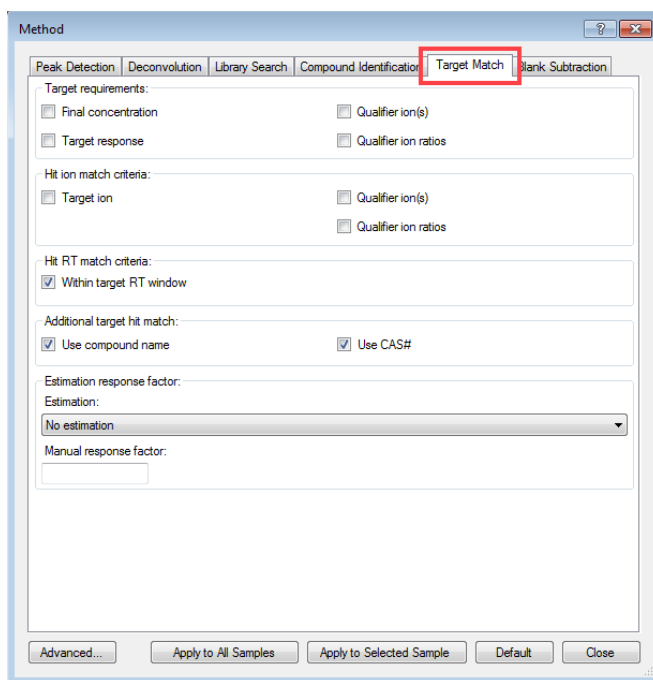 Method
Peak Detection Deconvolution Library Search Compound Identification Target Match Blank Subtraction
Target requirements:
Final concentration Qualifier ion(s)
Target response Qualifier ion ratios
Hit ion match criteria:
Target ion Qualifier ion(s)
Qualifier ion ratios
Hit RT match criteria:
Within target RT window
Additional target hit match:
Use compound name Use CAS#
Estimation response factor:
Estimation:
No estimation
Manual response factor:
Advanced... Apply to All Samples Apply to Selected Sample Default Close